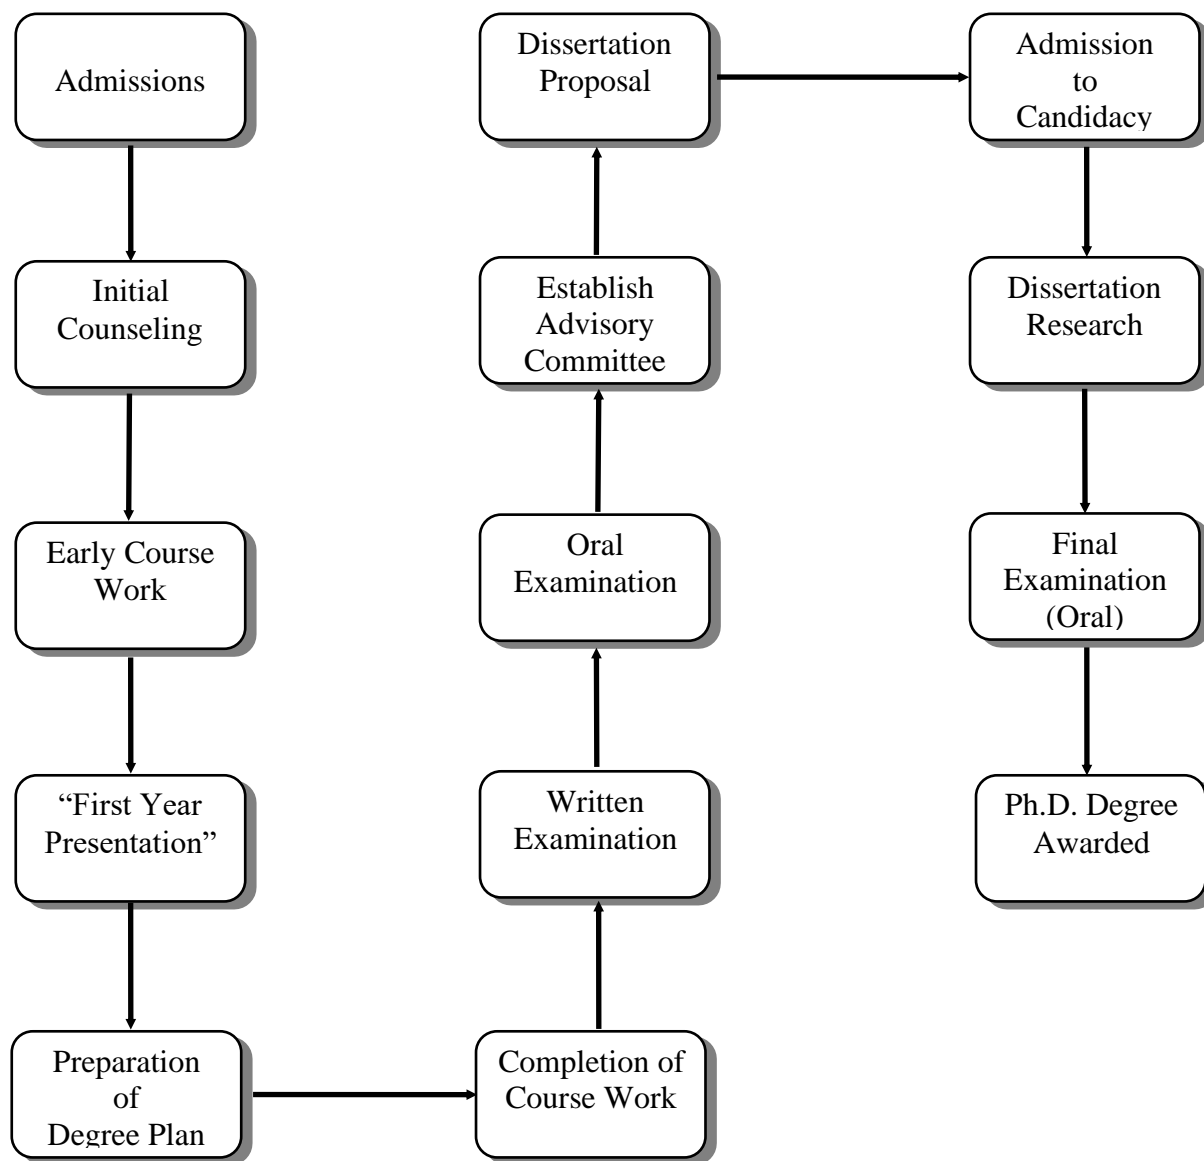 Admissions
Initial
Counseling
Early Course
Work
“First Year
Presentation”
Preparation
of
Degree Plan
Completion of
Course Work
Written
Examination
Oral
Examination
Establish
Advisory
Committee
Dissertation
Proposal
Admission
to
Candidacy
Dissertation
Research
Final
Examination
(Oral)
Ph.D. Degree
Awarded